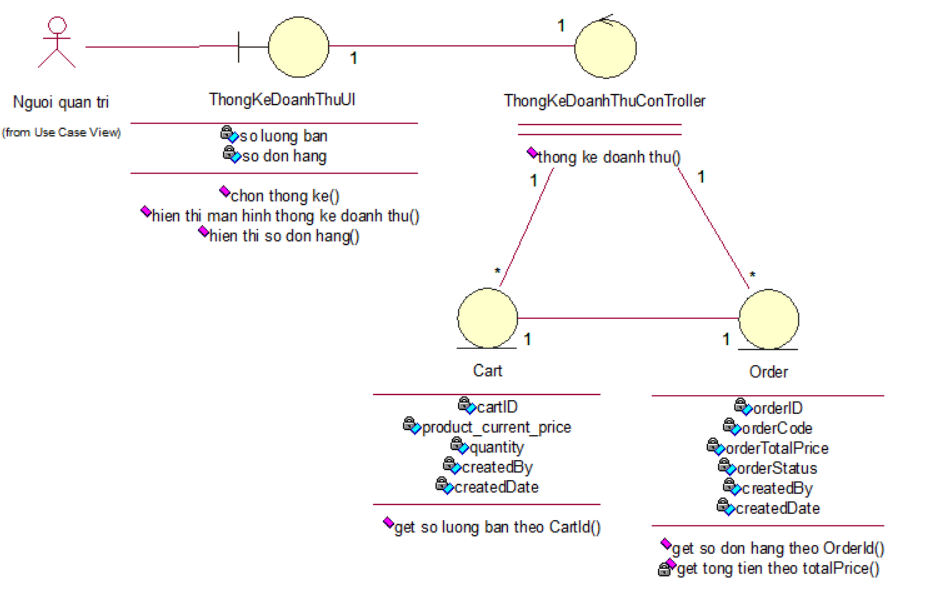 1
1
Nguoi quan tri
(from Use Case View)
ThongKeDoanhThuUI
so luong ban
so don hang
chon thong ke()
hien thi man hinh thong ke doanh thu()
hien thi so don hang()
ThongKeDoanhThuConTroller
thong ke doanh thu()
1
1
*
*
1
1
Cart
cartID
product_current_price
quantity
createdBy
createdDate
get so luong ban theo CartId()
Order
orderID
orderCode
orderTotalPrice
orderStatus
createdBy
createdDate
get so don hang theo OrderId()
get tong tien theo totalPrice()